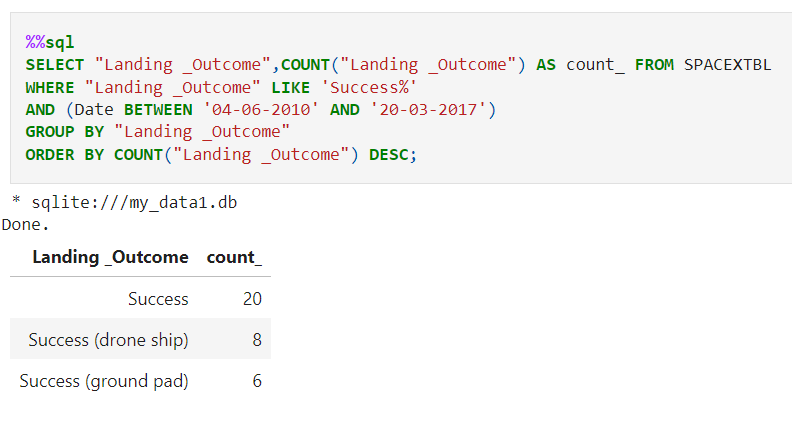 %%sql
SELECT "Landing _Outcome",COUNT("Landing _Outcome") AS count_ FROM SPACEXTBL
WHERE "Landing _Outcome" LIKE 'Success%'
AND (Date BETWEEN '04-06-2010' AND '20-03-2017')
GROUP BY "Landing _Outcome"
ORDER BY COUNT("Landing _Outcome") DESC;
* sqlite:///my_data1.db
Done.
Landing _Outcome count_
Success 20
Success (drone ship) 8
Success (ground pad) 6